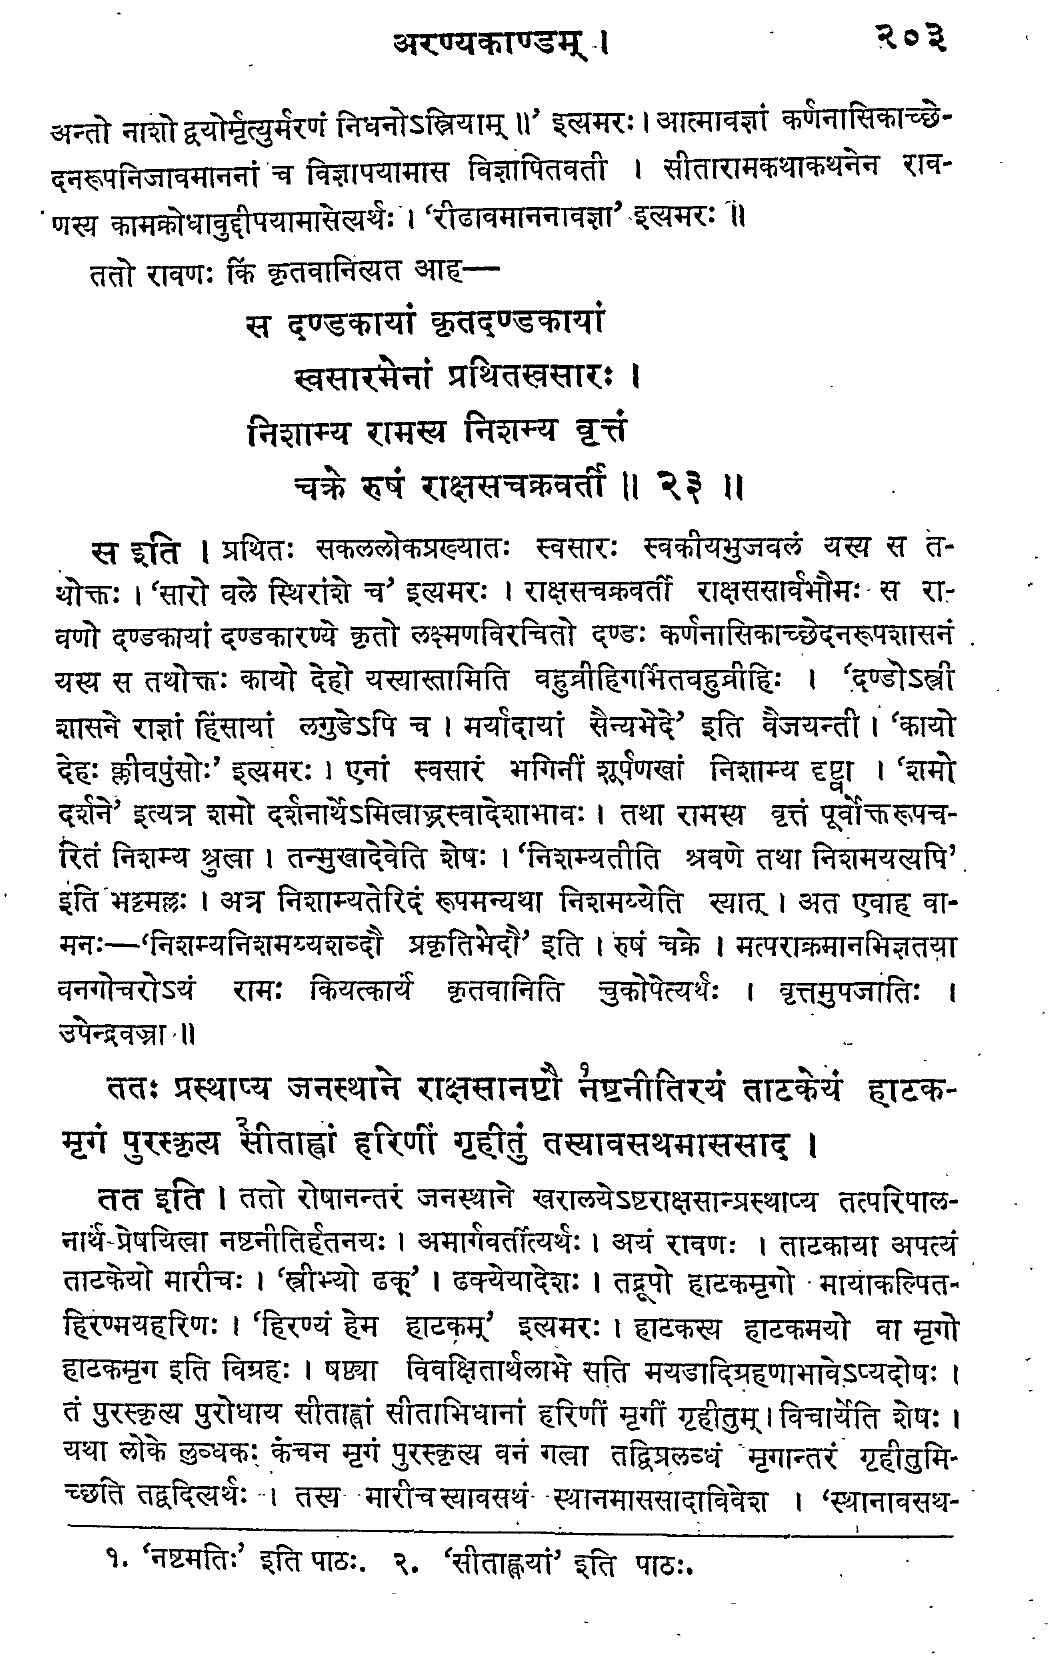 अरण्यकाण्डम् । २०३
अन्तो नाशो द्वयोर्मृत्युर्मरणं निधनोऽस्त्रियाम् ॥’ इत्यमरः । आत्मावज्ञां कर्णनासिकाच्छे-
दनरूपनिजावमाननां च विज्ञापयामास विज्ञापितवती । सीतारामकथाकथनेन राव-
णस्य कामक्रोधावुद्दीपयामासेत्यर्थः । ‘रीढावमाननावज्ञा’ इत्यमरः ॥
ततो रावणः किं कृतवानित्यत आह—
स दण्डकायां कृतदण्डकायां
स्वसारमेनां प्रथितस्वसारः ।
निशाम्य रामस्य निशम्य वृत्तं
चक्रे रुषं राक्षसचक्रवर्ती ॥ २३ ॥
स इति । प्रथितः सकललोकप्रख्यातः स्वसारः स्वकीयभुजबलं यस्य स त-
थोक्तः । ‘सारो बले स्थिरांशे च’ इत्यमरः । राक्षसचक्रवर्ती राक्षससार्वभौमः स रा-
वणो दण्डकायां दण्डकारण्ये कृतो लक्ष्मणविरचितो दण्डः कर्णनासिकाच्छेदनरूपशासनं
यस्य स तथोक्तः कायो देहो यस्यास्तामिति बहुव्रीहिगर्भितबहुव्रीहिः । ‘दण्डोऽस्त्री
शासने राज्ञां हिंसायां लगुडेऽपि च । मर्यादायां सैन्यभेदे’ इति वैजयन्ती । ‘कायो
देहः क्लीबपुंसोः’ इत्यमरः । एनां स्वसारं भगिनीं शूर्पणखां निशाम्य दृष्ट्वा । ‘शमो
दर्शने’ इत्यत्र शमो दर्शनार्थेऽमित्वाद्ध्रस्वादेशाभावः । तथा रामस्य वृत्तं पूर्वोक्तरूपच-
रितं निशम्य श्रुत्वा । तन्मुखादेवेति शेषः । ‘निशम्यतीति श्रवणे तथा निशमयत्यपि’
इति भट्टमल्लः । अत्र निशाम्यतेरिदं रूपमन्यथा निशमय्येति स्यात् । अत एवाह वा-
मनः—‘निशम्यनिशमय्यशब्दौ प्रकृतिभेदौ’ इति । रुषं चक्रे । मत्पराक्रमानभिज्ञतया
वनगोचरोऽयं रामः कियत्कार्यं कृतवानिति चुकोपेत्यर्थः । वृत्तमुपजातिः ।
उपेन्द्रवज्रा ॥
ततः प्रस्थाप्य जनस्थाने राक्षसानष्टौ १नष्टनीतिरयं ताटकेयं हाटक-
मृगं पुरस्कृत्य २सीताह्वां हरिणीं गृहीतुं तस्यावसथमाससाद ।
तत इति । ततो रोषानन्तरं जनस्थाने खरालयेऽष्टराक्षसान्प्रस्थाप्य तत्परिपाल-
नार्थं प्रेषयित्वा नष्टनीतिर्हतनयः । अमार्गवर्तीत्यर्थः । अयं रावणः । ताटकाया अपत्यं
ताटकेयो मारीचः । ‘स्त्रीभ्यो ढक्’ । ढक्येयादेशः । तद्रूपो हाटकमृगो मायाकल्पित-
हिरण्मयहरिणः । ‘हिरण्यं हेम हाटकम्’ इत्यमरः । हाटकस्य हाटकमयो वा मृगो
हाटकमृग इति विग्रहः । षष्ठ्या विवक्षितार्थलाभे सति मयडादिग्रहणाभावेऽप्यदोषः ।
तं पुरस्कृत्य पुरोधाय सीताह्वां सीताभिधानां हरिणीं मृगीं गृहीतुम् । विचार्येति शेषः ।
यथा लोके लुब्धकः कंचन मृगं पुरस्कृत्य वनं गत्वा तद्विप्रलब्धं मृगान्तरं गृहीतुमि-
च्छति तद्वदित्यर्थः । तस्य मारीचस्यावसथं स्थानमाससादाविवेश । ‘स्थानावसथ-
१. ‘नष्टमतिः’ इति पाठः. २. ‘सीताह्वयां’ इति पाठः.